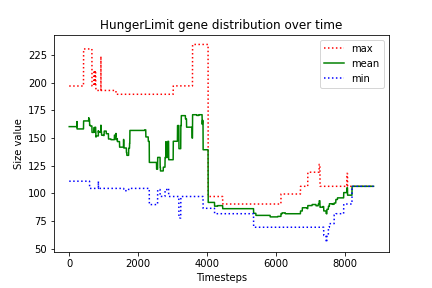 HungerLimit gene distribution over time
max
mean
min
Size value
225
200
175
150
125
100
75
50
0 2000 4000 6000 8000
Timesteps